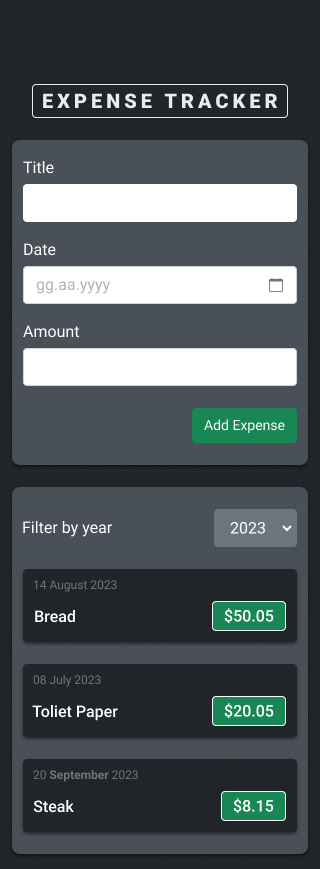 EXPENSE TRACKER
Title
Date
gg.aa.yyyy
Amount
Add Expense
Filter by year
2023
14 August 2023
Bread
$50.05
08 July 2023
Toliet Paper
$20.05
20 September 2023
Steak
$8.15